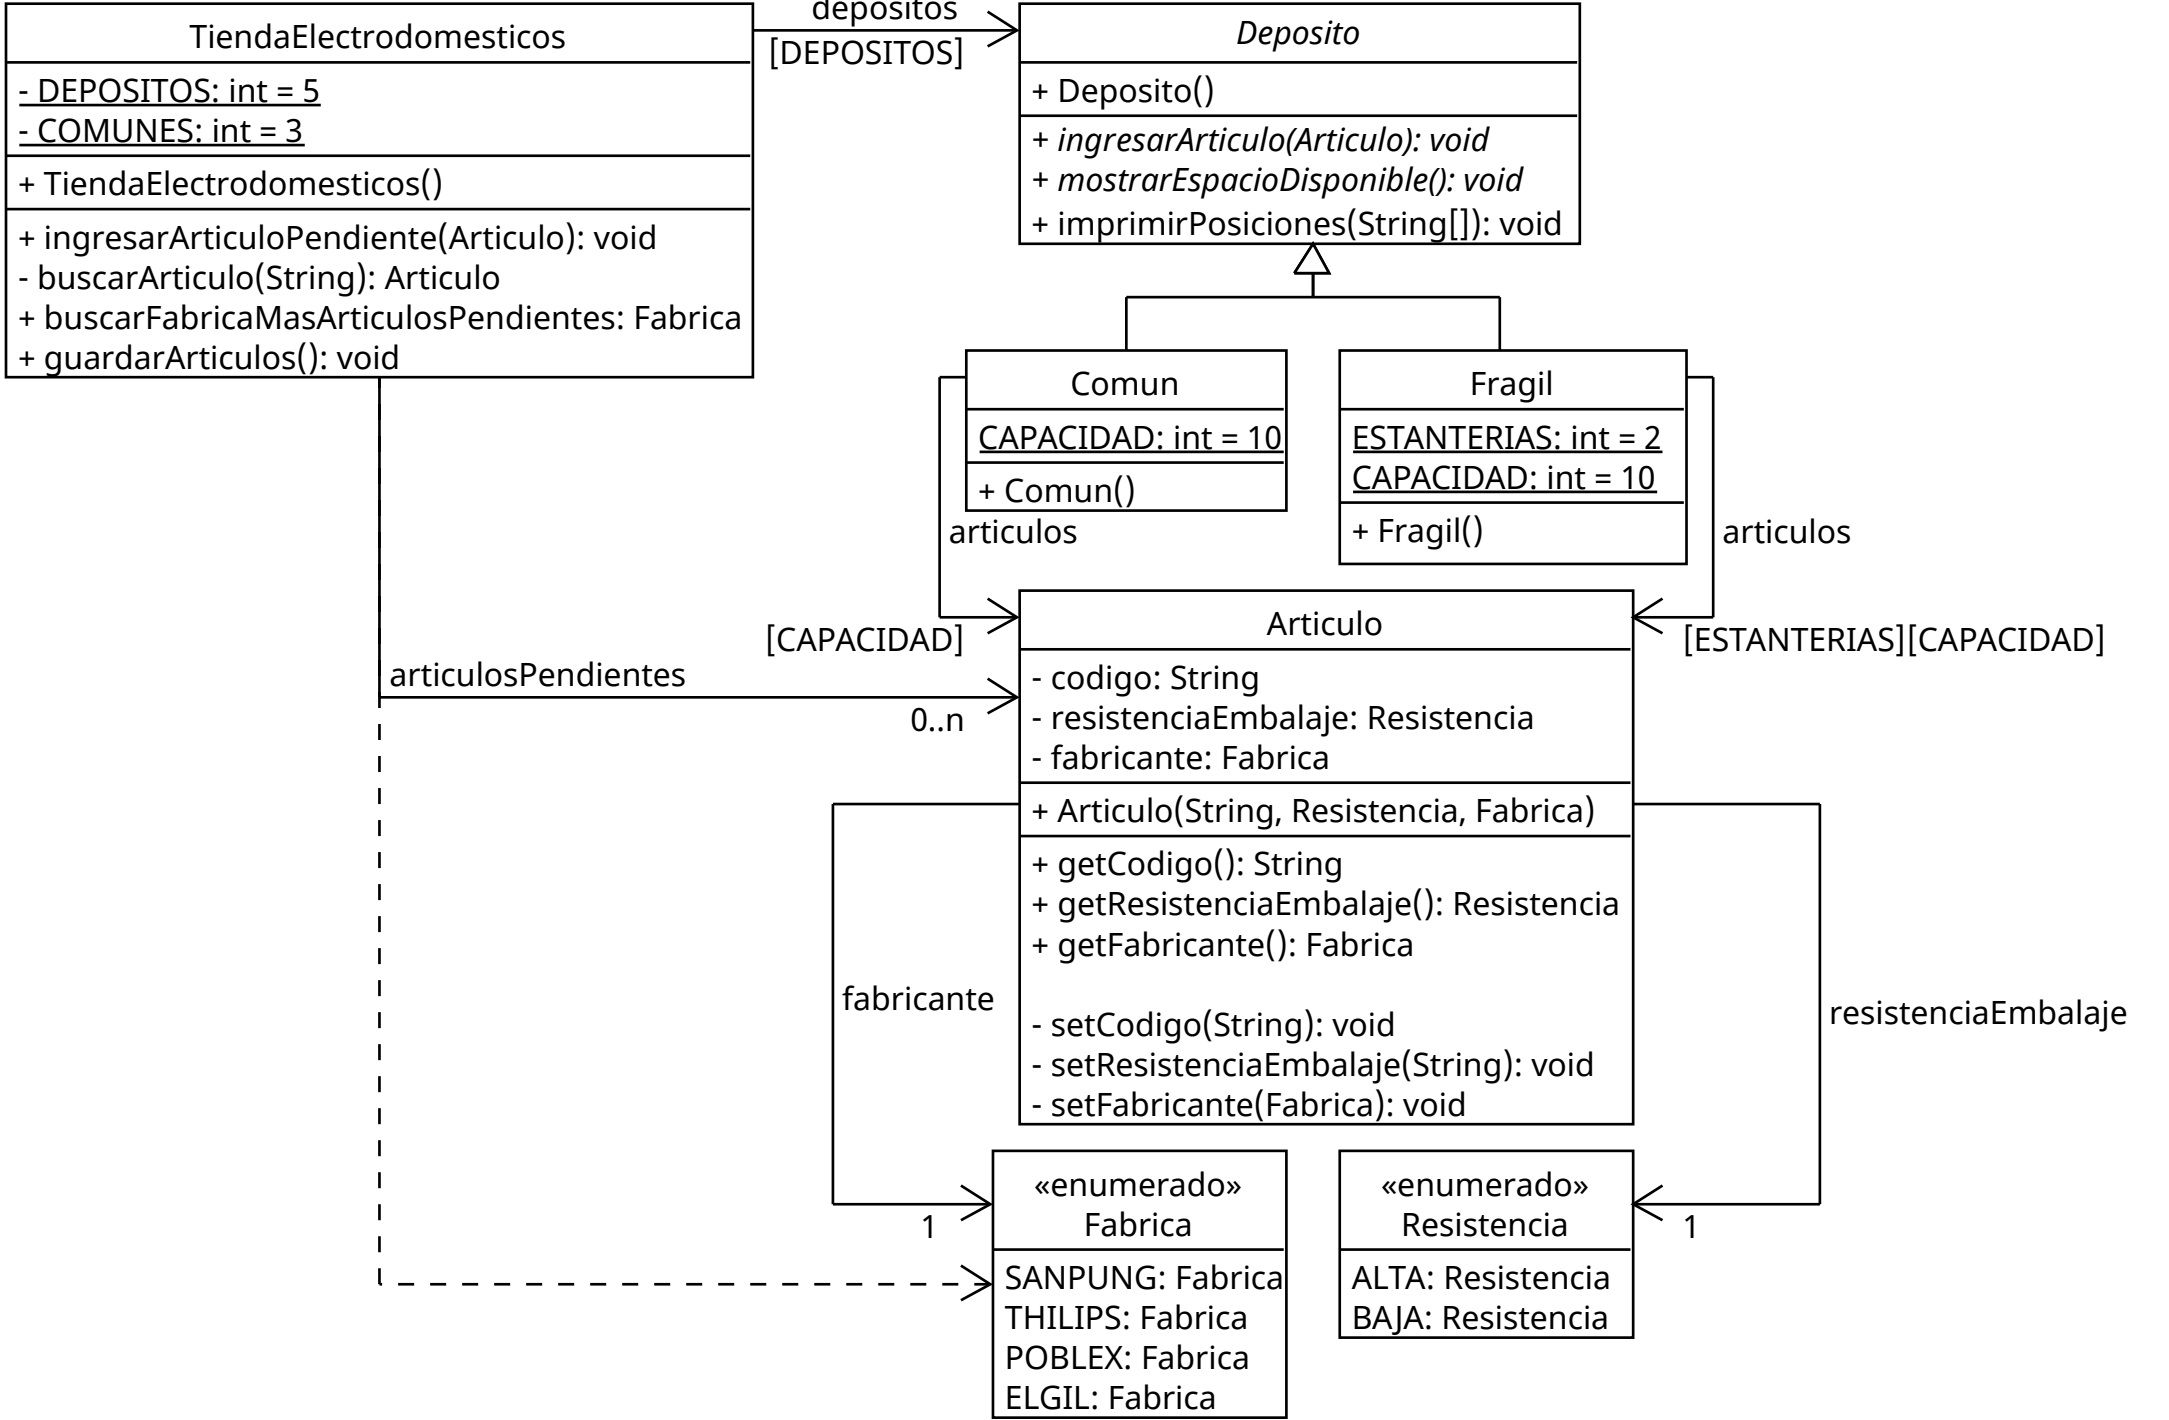 TiendaElectrodomesticos
- DEPOSITOS: int = 5
- COMUNES: int = 3
+ TiendaElectrodomesticos()
+ ingresarArticuloPendiente(Articulo): void
- buscarArticulo(String): Articulo
+ buscarFabricaMasArticulosPendientes: Fabrica
+ guardarArticulos(): void
depositos
[DEPOSITOS]
Deposito
+ Deposito()
+ ingresarArticulo(Articulo): void
+ mostrarEspacioDisponible(): void
+ imprimirPosiciones(String[]): void
Comun
CAPACIDAD: int = 10
+ Comun()
Fragil
ESTANTERIAS: int = 2
CAPACIDAD: int = 10
+ Fragil()
articulos
[CAPACIDAD]
articulos
[ESTANTERIAS][CAPACIDAD]
articulosPendientes
0..n
Articulo
- codigo: String
- resistenciaEmbalaje: Resistencia
- fabricante: Fabrica
+ Articulo(String, Resistencia, Fabrica)
+ getCodigo(): String
+ getResistenciaEmbalaje(): Resistencia
+ getFabricante(): Fabrica
- setCodigo(String): void
- setResistenciaEmbalaje(String): void
- setFabricante(Fabrica): void
fabricante
1
resistenciaEmbalaje
1
«enumerado»
Fabrica
SANPUNG: Fabrica
THILIPS: Fabrica
POBLEX: Fabrica
ELGIL: Fabrica
«enumerado»
Resistencia
ALTA: Resistencia
BAJA: Resistencia